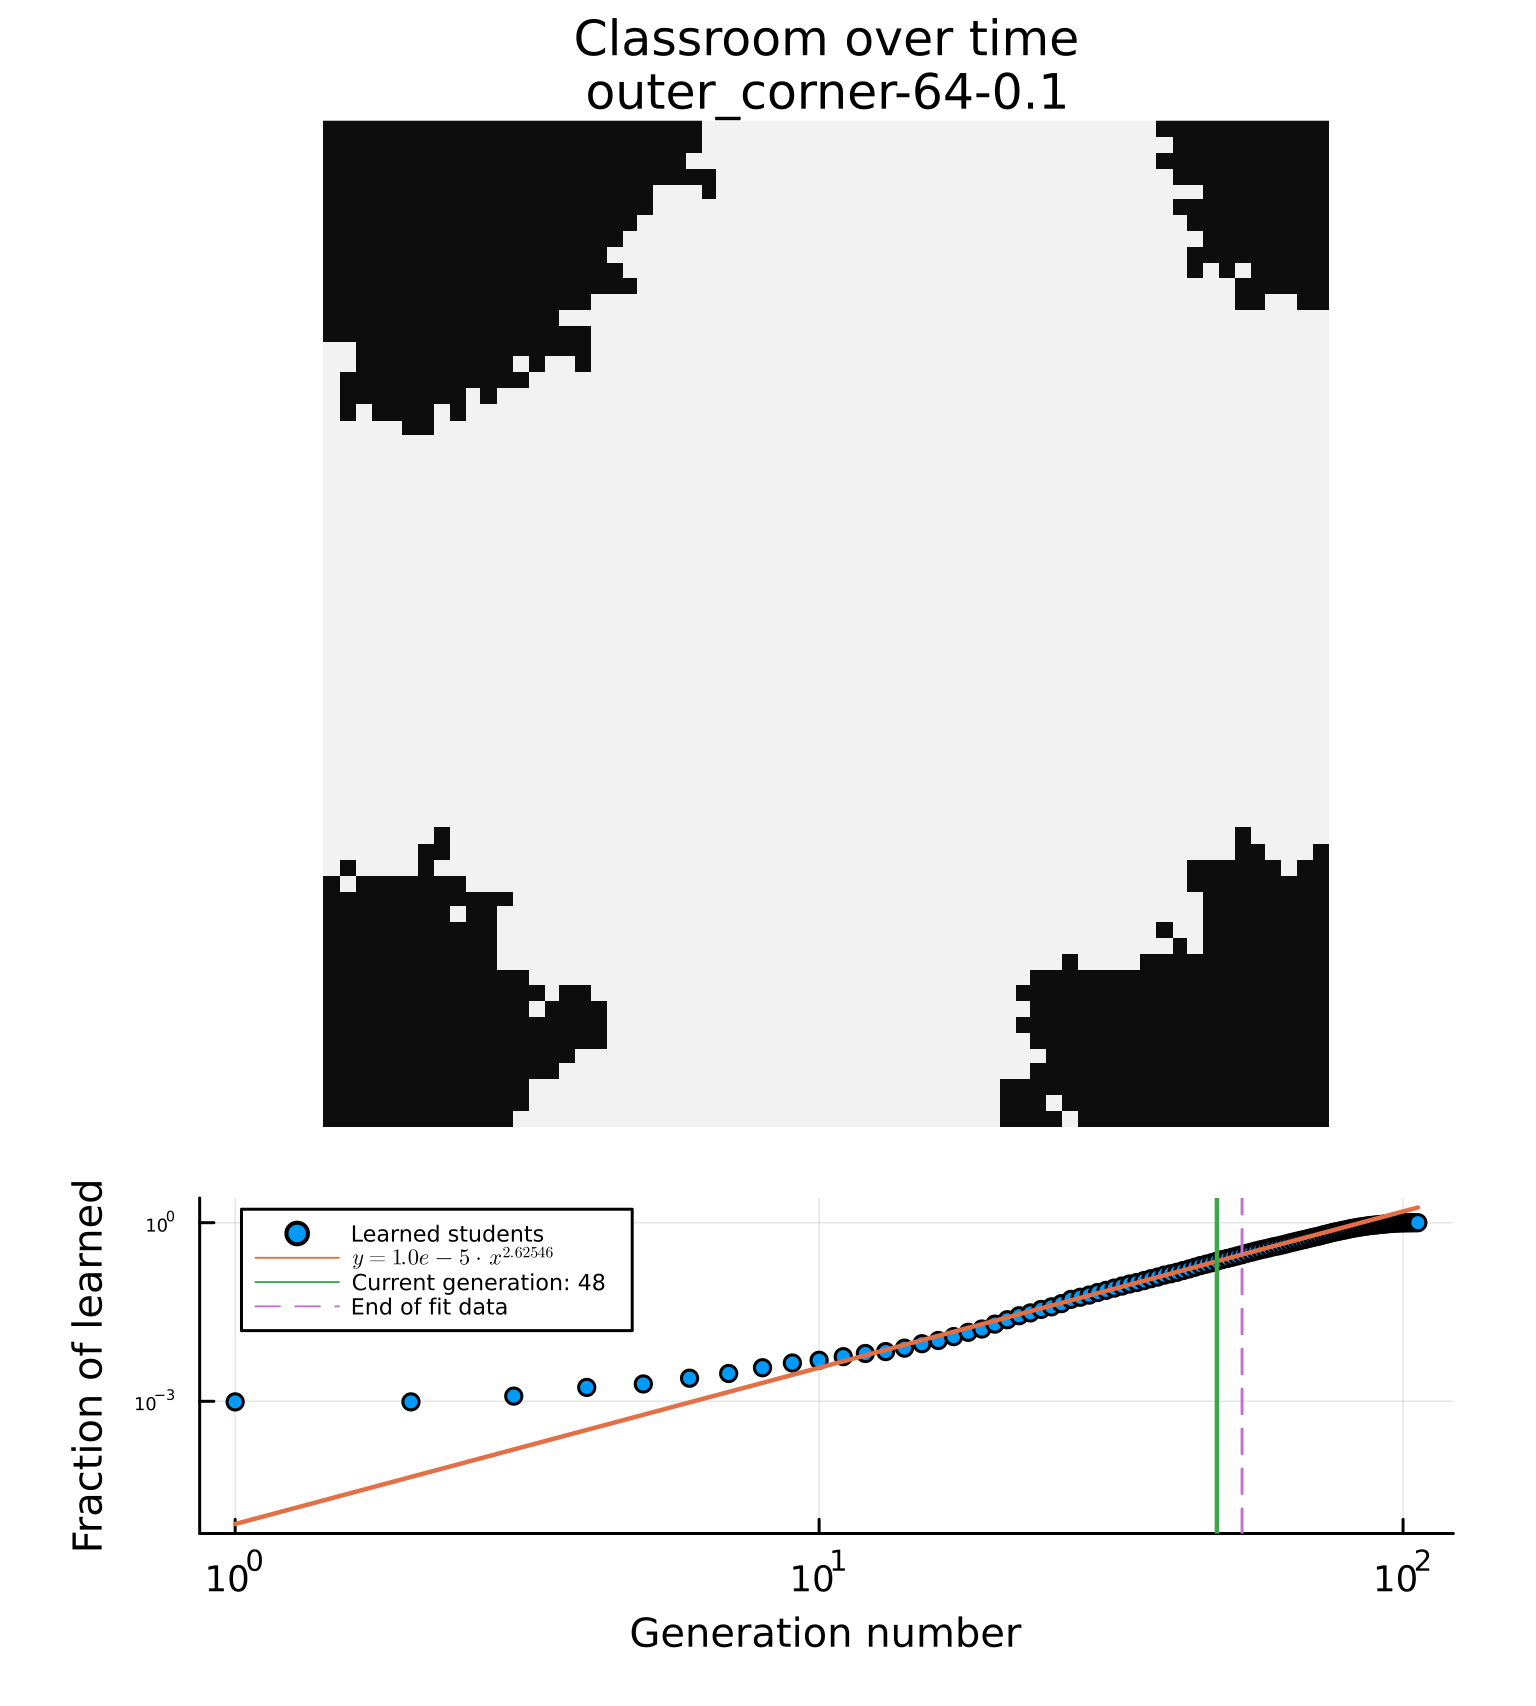 Classroom over time
outer_corner-64-0.1
Fraction of learned
10^0
10^−3
Learned students
y = 1.0e − 5 · x^2.62546
Current generation: 48
End of fit data
10^0
10^1
10^2
Generation number